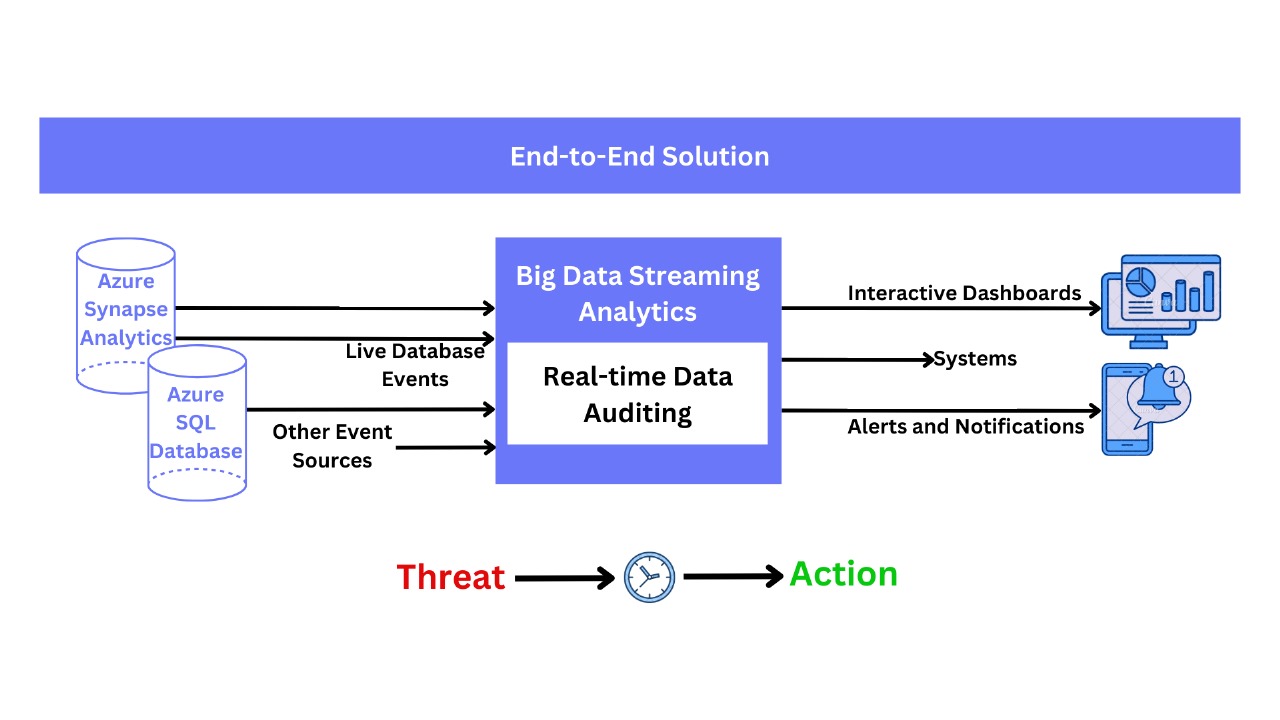 End-to-End Solution
Azure
Synapse
Analytics
Azure
SQL
Database
Live Database
Events
Other Event
Sources
Big Data Streaming
Analytics
Real-time Data
Auditing
Interactive Dashboards
Systems
Alerts and Notifications
1
Threat
Action